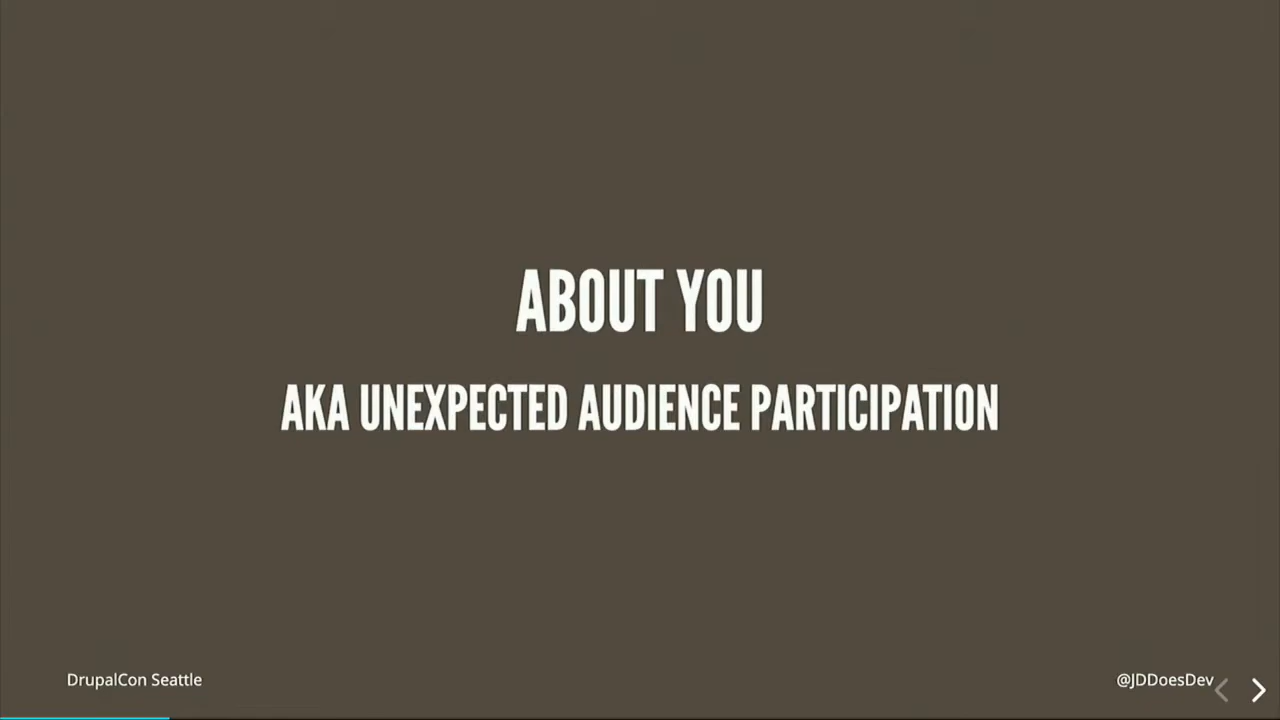 ABOUT YOU
AKA UNEXPECTED AUDIENCE PARTICIPATION
DrupalCon Seattle
@JDDoesDev